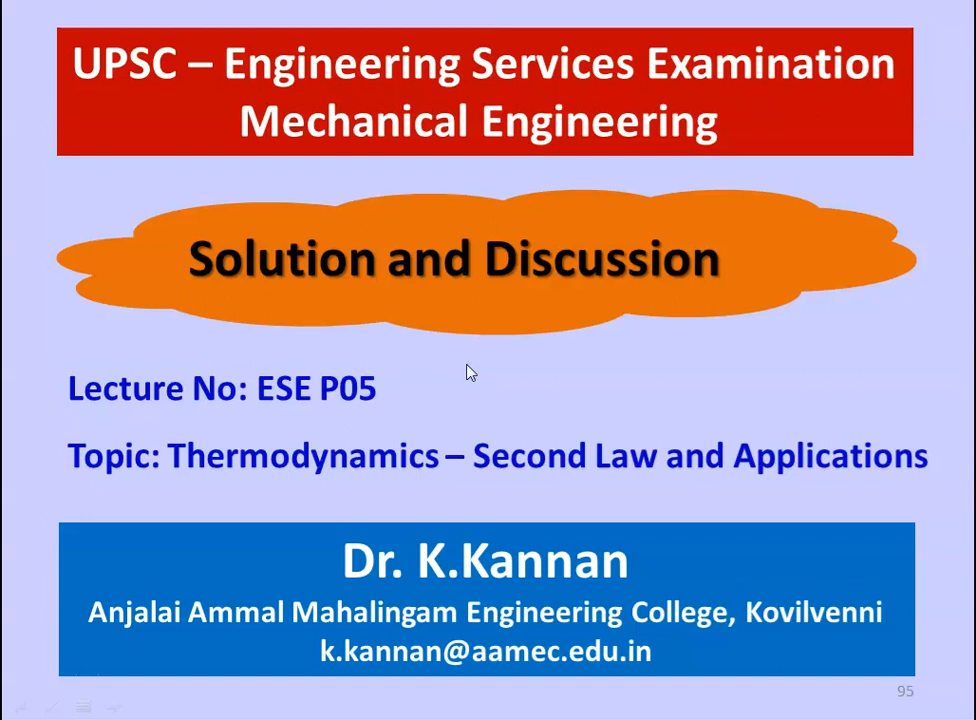 UPSC – Engineering Services Examination
Mechanical Engineering
Solution and Discussion
Lecture No: ESE P05
Topic: Thermodynamics – Second Law and Applications
Dr. K.Kannan
Anjalai Ammal Mahalingam Engineering College, Kovilvenni
k.kannan@aamec.edu.in
95